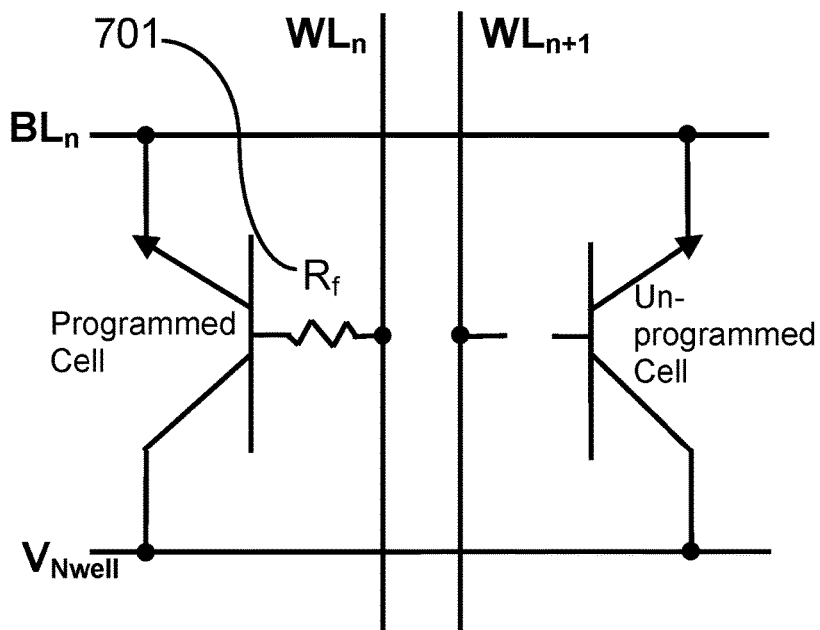 701
WLn
WLn+1
BLn
Rf
Programmed
Cell
Un-
programmed
Cell
VNwell